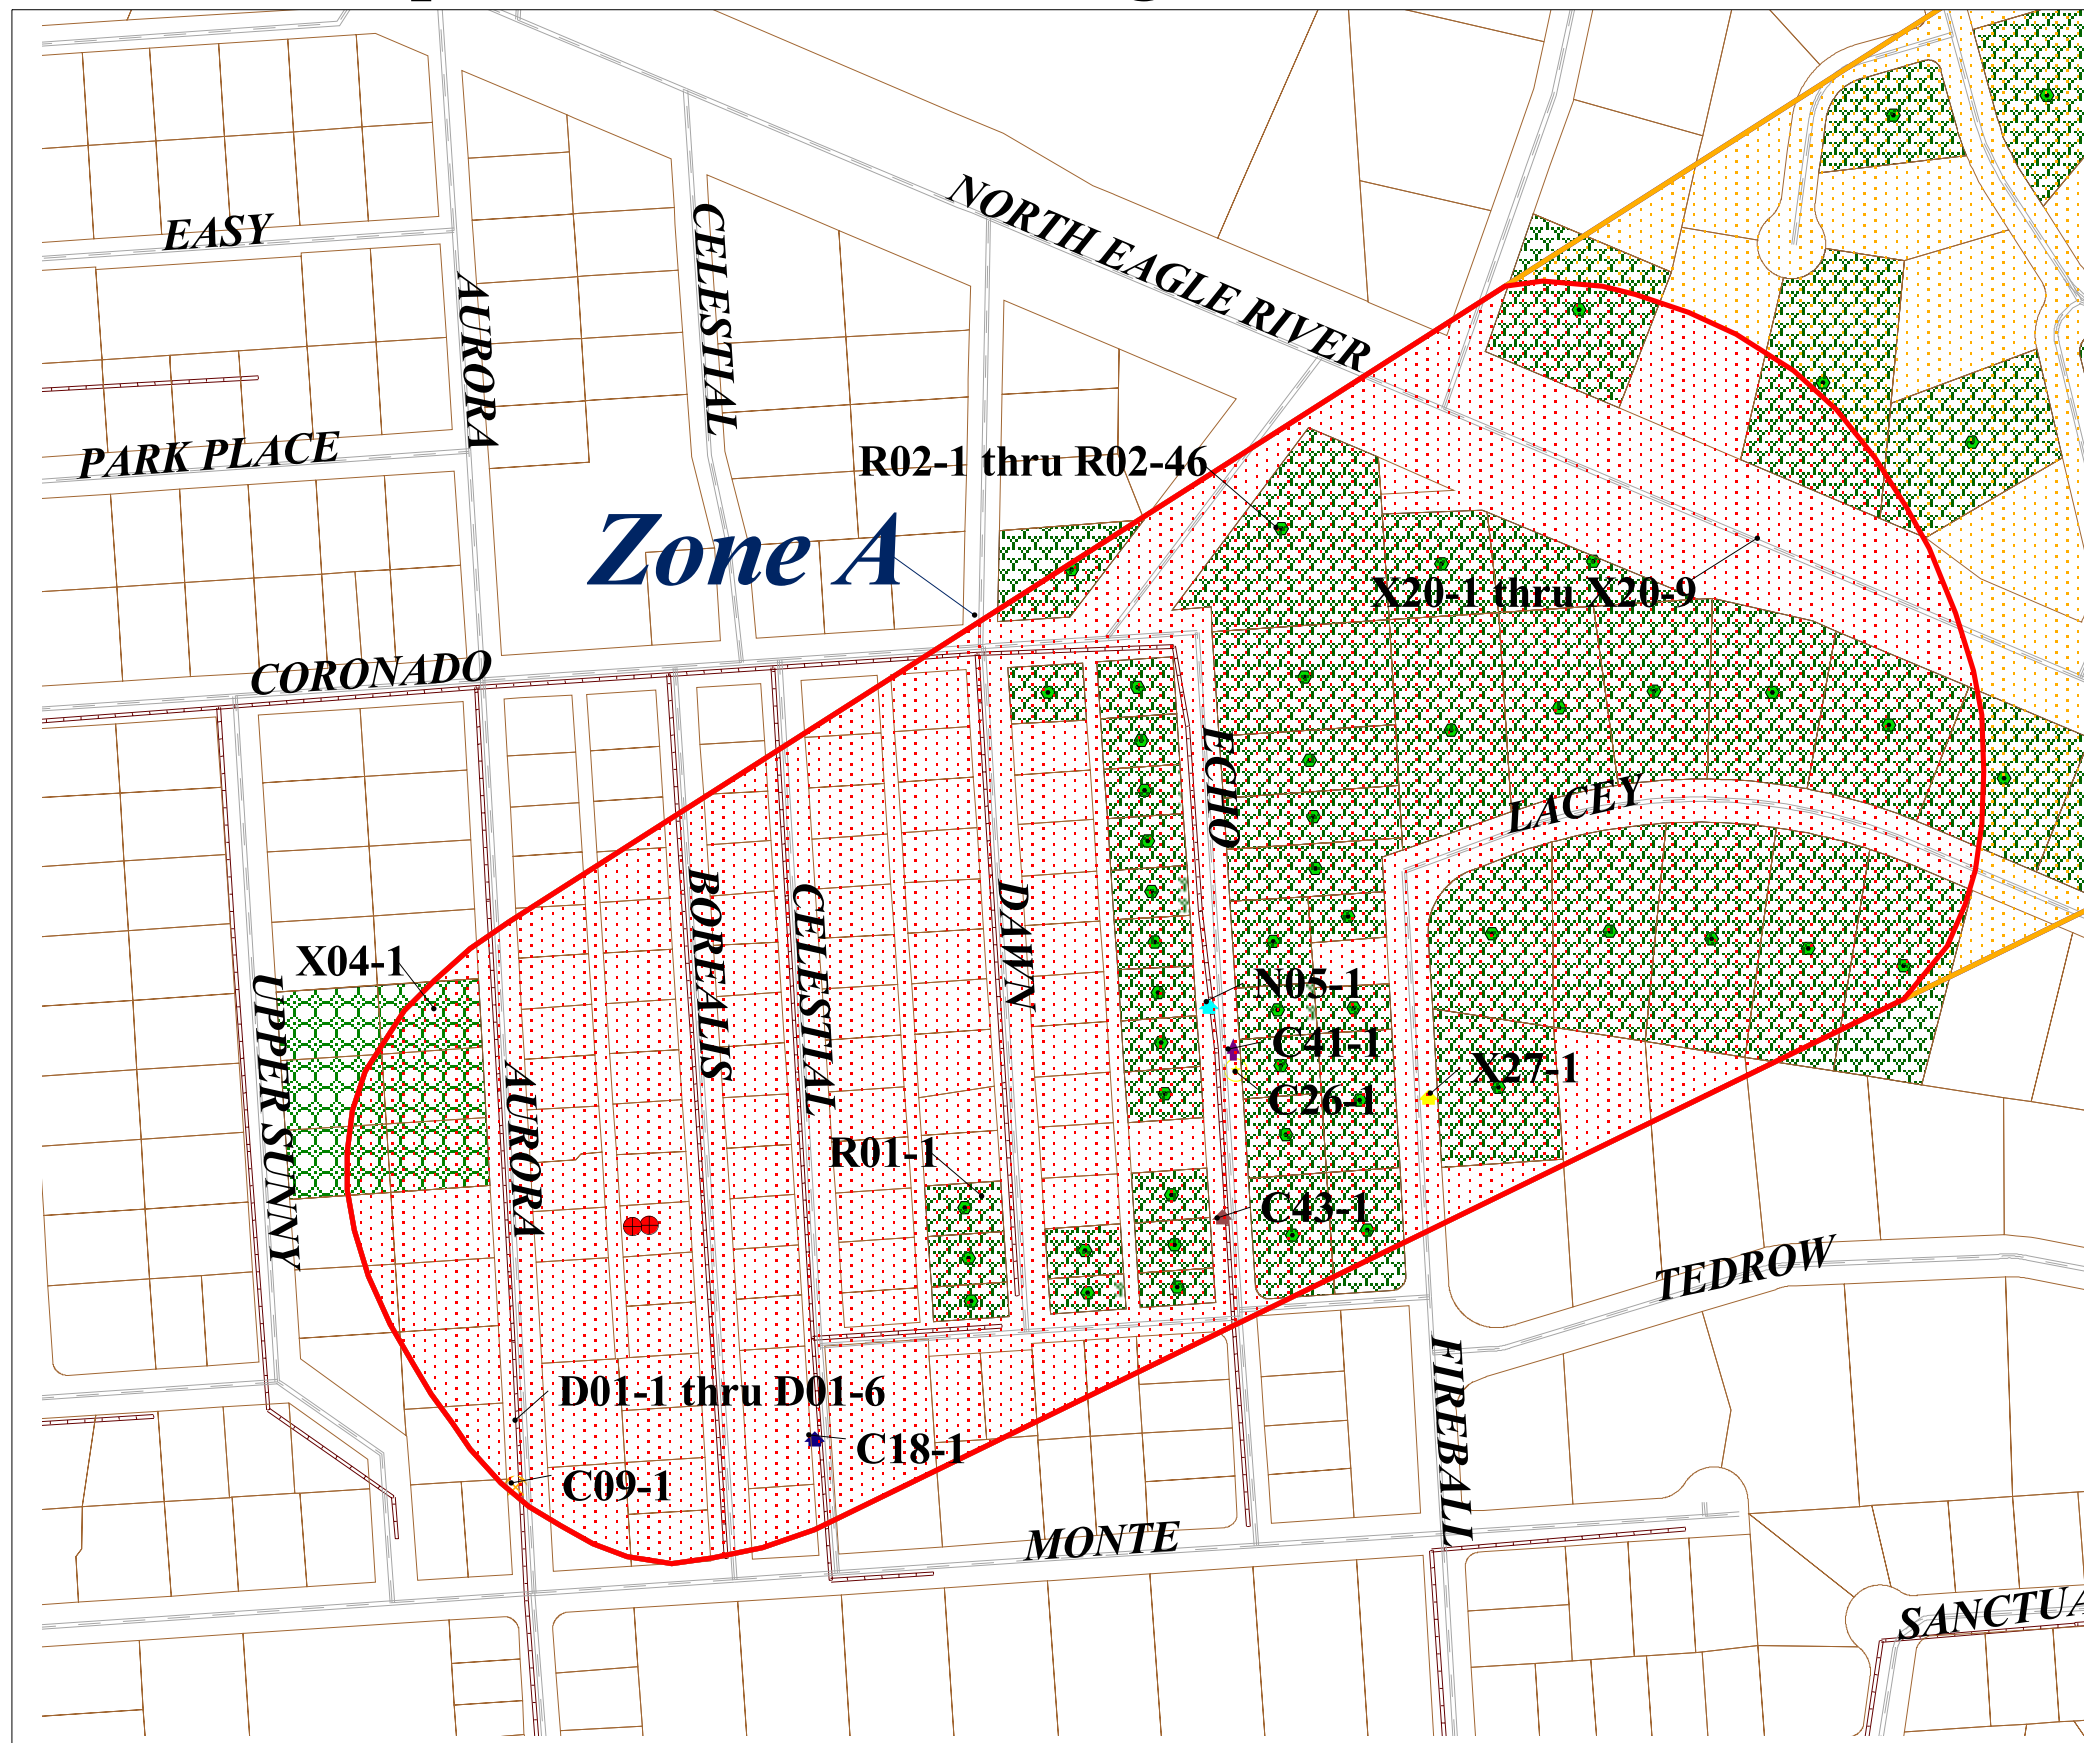 NORTH EAGLE RIVER
EASY
CELESTIAL
AURORA
PARK PLACE
R02-1 thru R02-46
Zone A
X20-1 thru X20-9
CORONADO
ECHO
LACEY
BOREALIS
CELESTIAL
DAWN
X04-1
UPPER SUNNY
N05-1
C41-1
X27-1
C26-1
AURORA
R01-1
C43-1
TEDROW
FIREBALL
D01-1 thru D01-6
C18-1
C09-1
MONTE